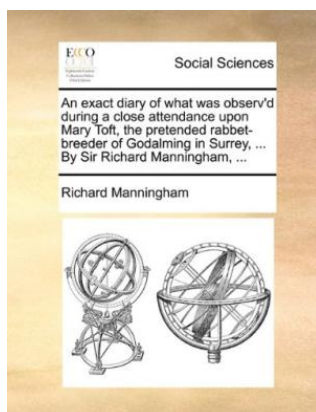 ECCO
Social Sciences
An exact diary of what was observ'd
during a close attendance upon
Mary Toft, the pretended rabbet-
breeder of Godalming in Surrey, ...
By Sir Richard Manningham, ...
Richard Manningham